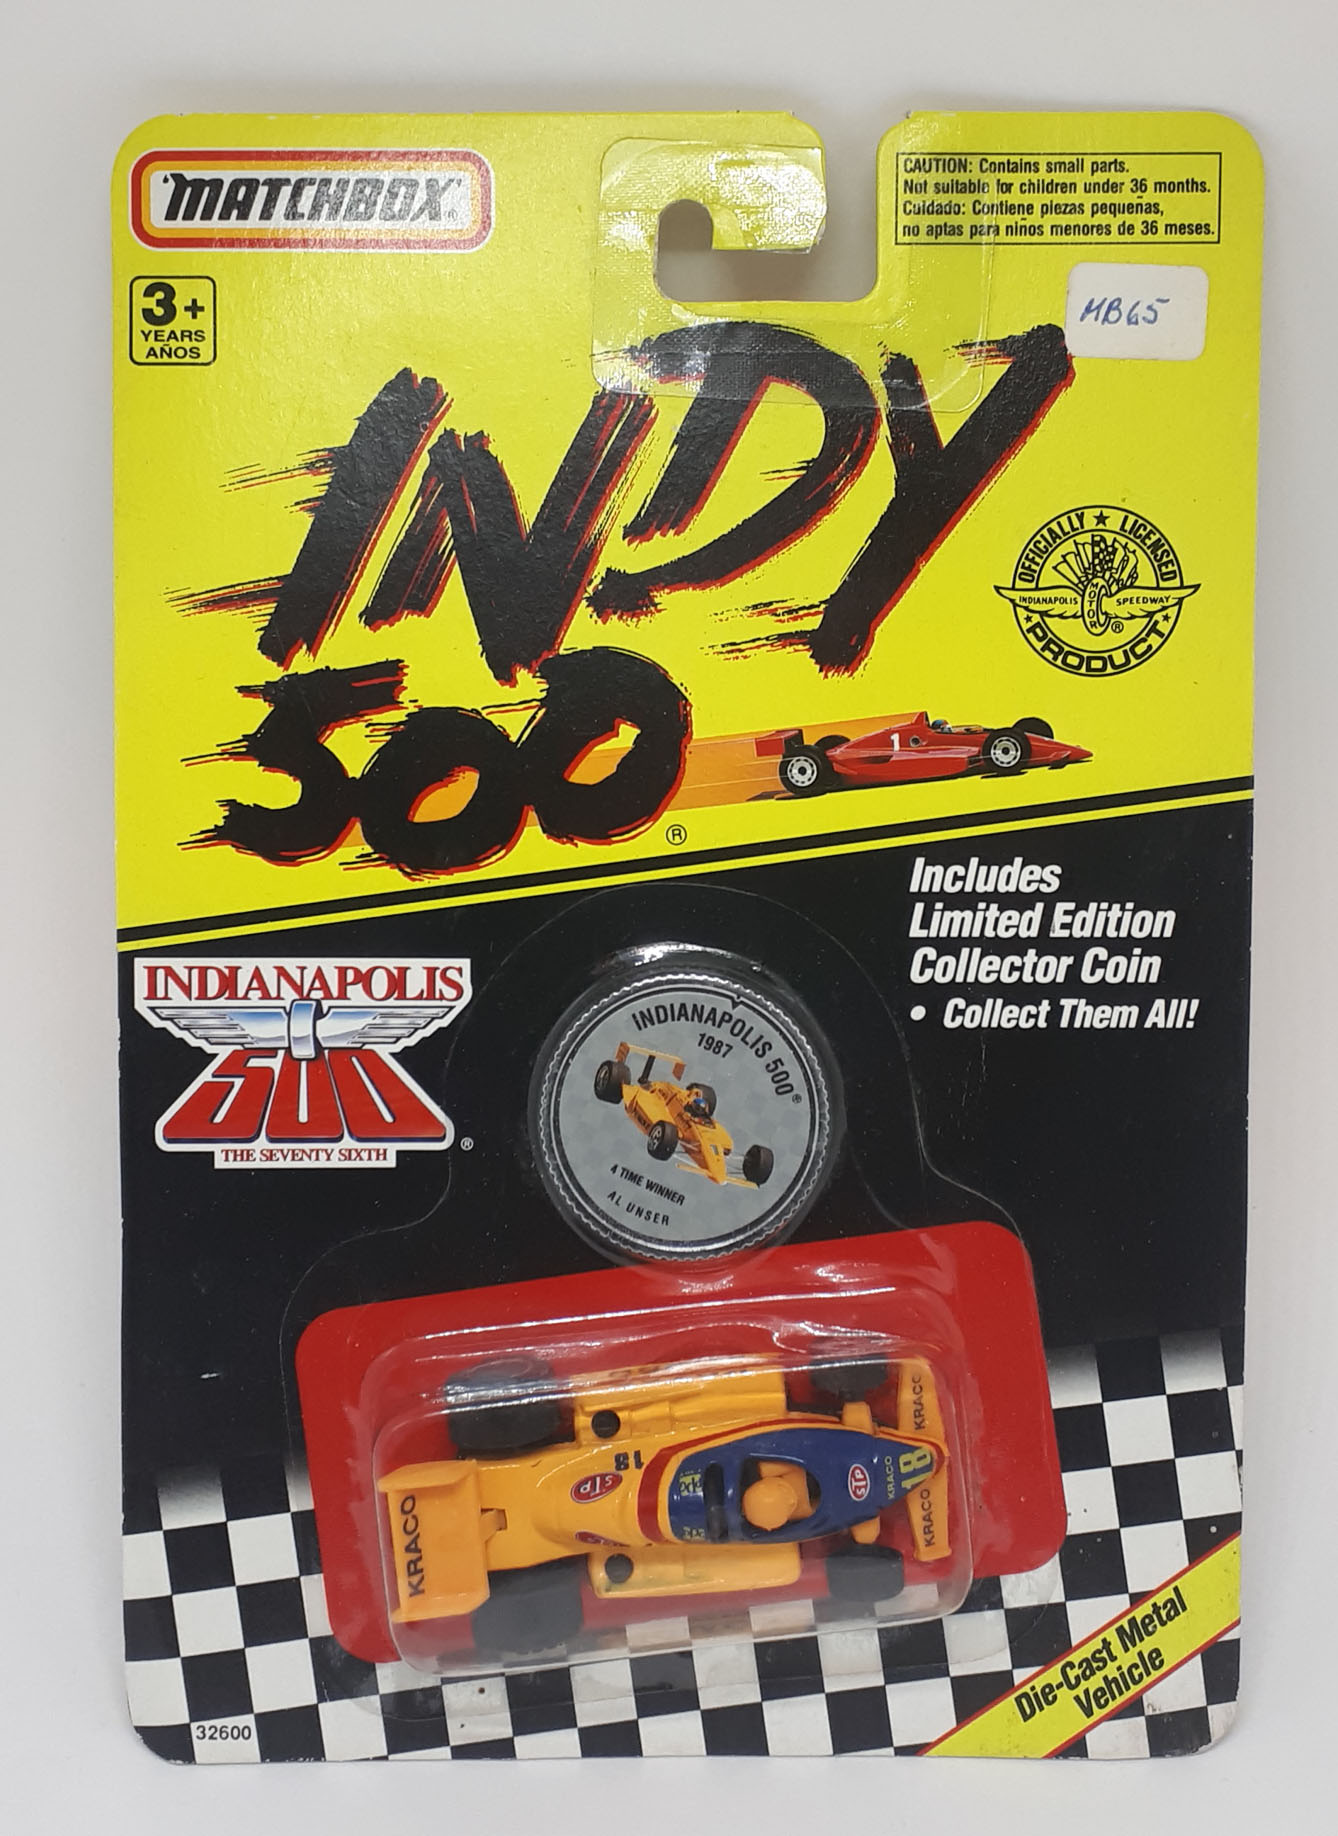 'MATCHBOX'®
CAUTION: Contains small parts.
Not suitable for children under 36 months.
Cuidado: Contiene piezas pequeñas,
no aptas para niños menores de 36 meses.
3+
YEARS
AÑOS
MB65
INDY
500®
OFFICIALLY ★ LICENSED
INDIANAPOLIS MOTOR SPEEDWAY
®
★ PRODUCT ★
1
Includes
Limited Edition
Collector Coin
• Collect Them All!
INDIANAPOLIS
500®
THE SEVENTY SIXTH
INDIANAPOLIS 500®
1987
4 TIME WINNER
AL UNSER
KRACO
18
STP
STP
KRACO
18
KRACO
KRACO
Die-Cast Metal
Vehicle
32600